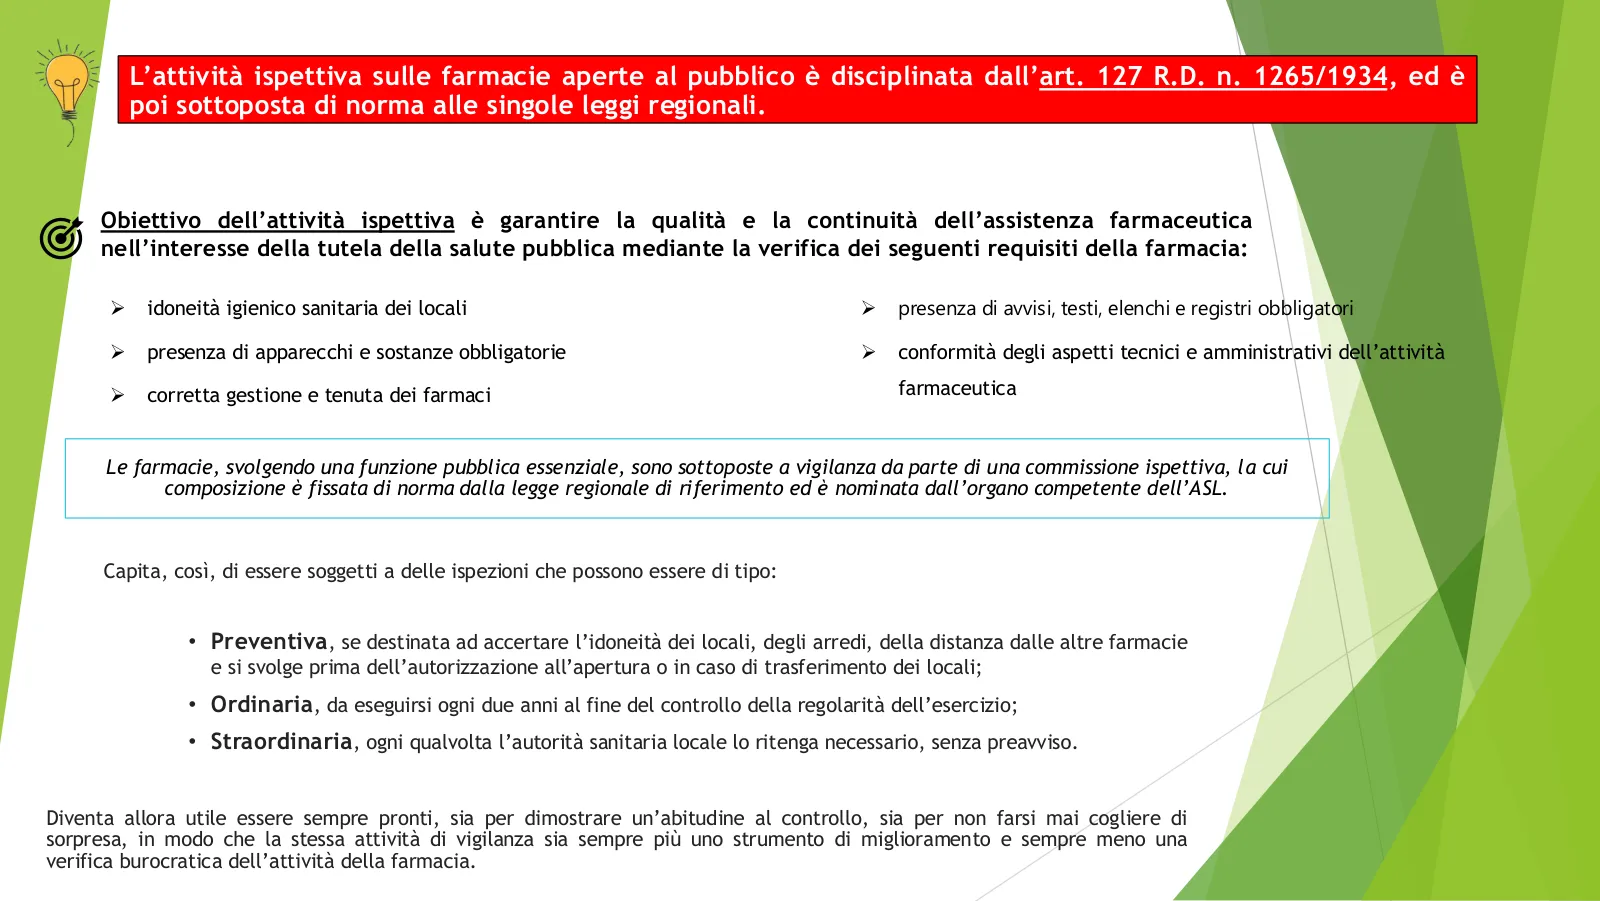 L’attività ispettiva sulle farmacie aperte al pubblico è disciplinata dall’art. 127 R.D. n. 1265/1934, ed è
poi sottoposta di norma alle singole leggi regionali.
Obiettivo dell’attività ispettiva è garantire la qualità e la continuità dell’assistenza farmaceutica
nell’interesse della tutela della salute pubblica mediante la verifica dei seguenti requisiti della farmacia:
➢ idoneità igienico sanitaria dei locali
➢ presenza di apparecchi e sostanze obbligatorie
➢ corretta gestione e tenuta dei farmaci
➢ presenza di avvisi, testi, elenchi e registri obbligatori
➢ conformità degli aspetti tecnici e amministrativi dell’attività
farmaceutica
Le farmacie, svolgendo una funzione pubblica essenziale, sono sottoposte a vigilanza da parte di una commissione ispettiva, la cui
composizione è fissata di norma dalla legge regionale di riferimento ed è nominata dall’organo competente dell’ASL.
Capita, così, di essere soggetti a delle ispezioni che possono essere di tipo:
• Preventiva, se destinata ad accertare l’idoneità dei locali, degli arredi, della distanza dalle altre farmacie
e si svolge prima dell’autorizzazione all’apertura o in caso di trasferimento dei locali;
• Ordinaria, da eseguirsi ogni due anni al fine del controllo della regolarità dell’esercizio;
• Straordinaria, ogni qualvolta l’autorità sanitaria locale lo ritenga necessario, senza preavviso.
Diventa allora utile essere sempre pronti, sia per dimostrare un’abitudine al controllo, sia per non farsi mai cogliere di
sorpresa, in modo che la stessa attività di vigilanza sia sempre più uno strumento di miglioramento e sempre meno una
verifica burocratica dell’attività della farmacia.